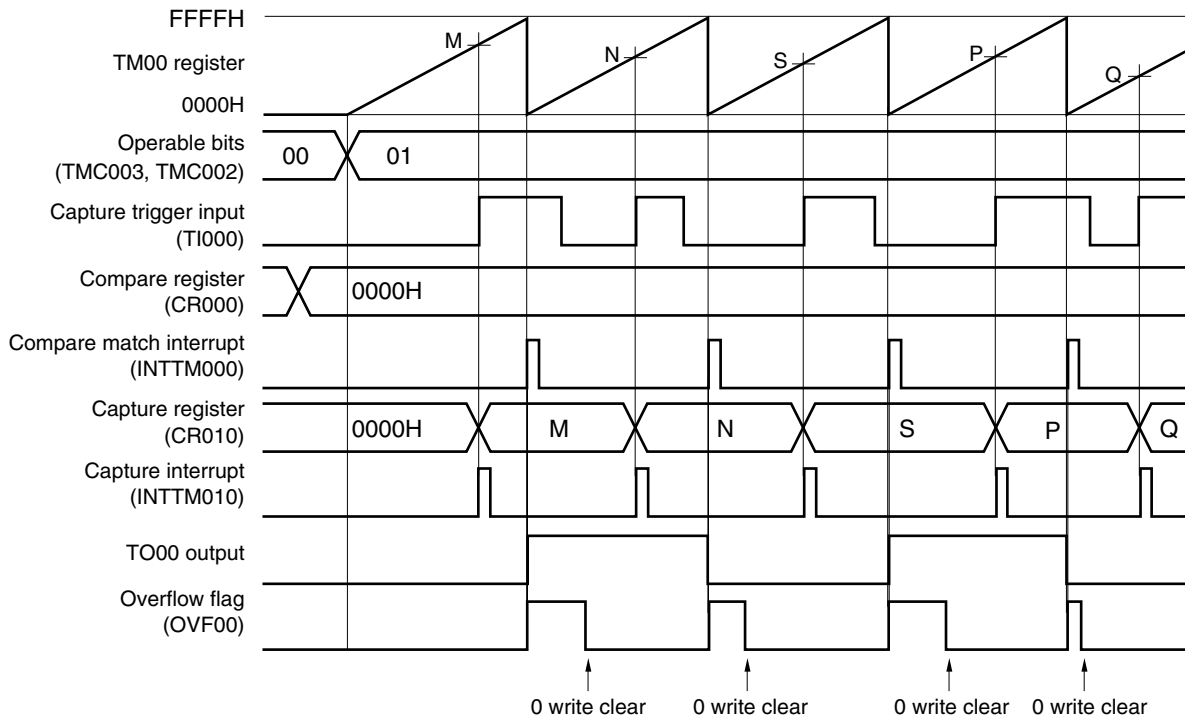 FFFFH
TM00 register
0000H
M N S P Q
Operable bits
(TMC003, TMC002)
00 01
Capture trigger input
(TI000)
Compare register
(CR000)
0000H
Compare match interrupt
(INTTM000)
Capture register
(CR010)
0000H M N S P Q
Capture interrupt
(INTTM010)
TO00 output
Overflow flag
(OVF00)
0 write clear 0 write clear 0 write clear 0 write clear